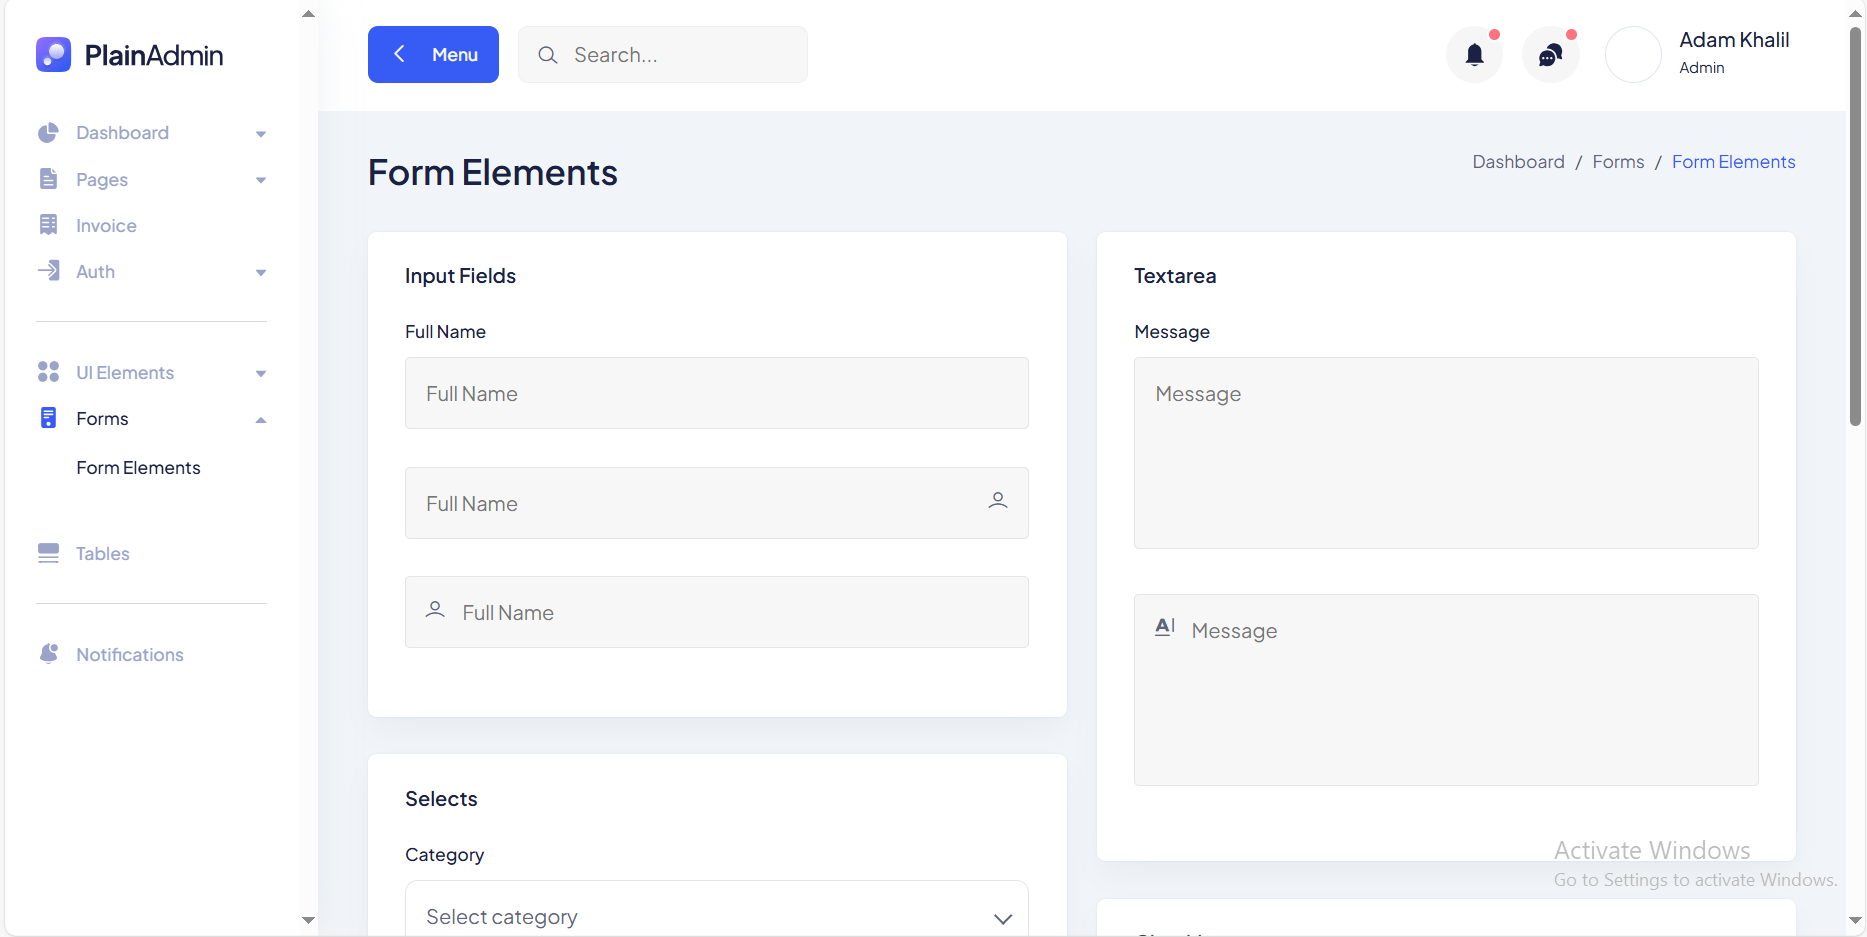 PlainAdmin
Dashboard
Pages
Invoice
Auth
UI Elements
Forms
Form Elements
Tables
Notifications
Menu
Search...
Adam Khalil
Admin
Form Elements
Dashboard / Forms / Form Elements
Input Fields
Full Name
Full Name
Full Name
Full Name
Selects
Category
Select category
Textarea
Message
Message
Message
Activate Windows
Go to Settings to activate Windows.